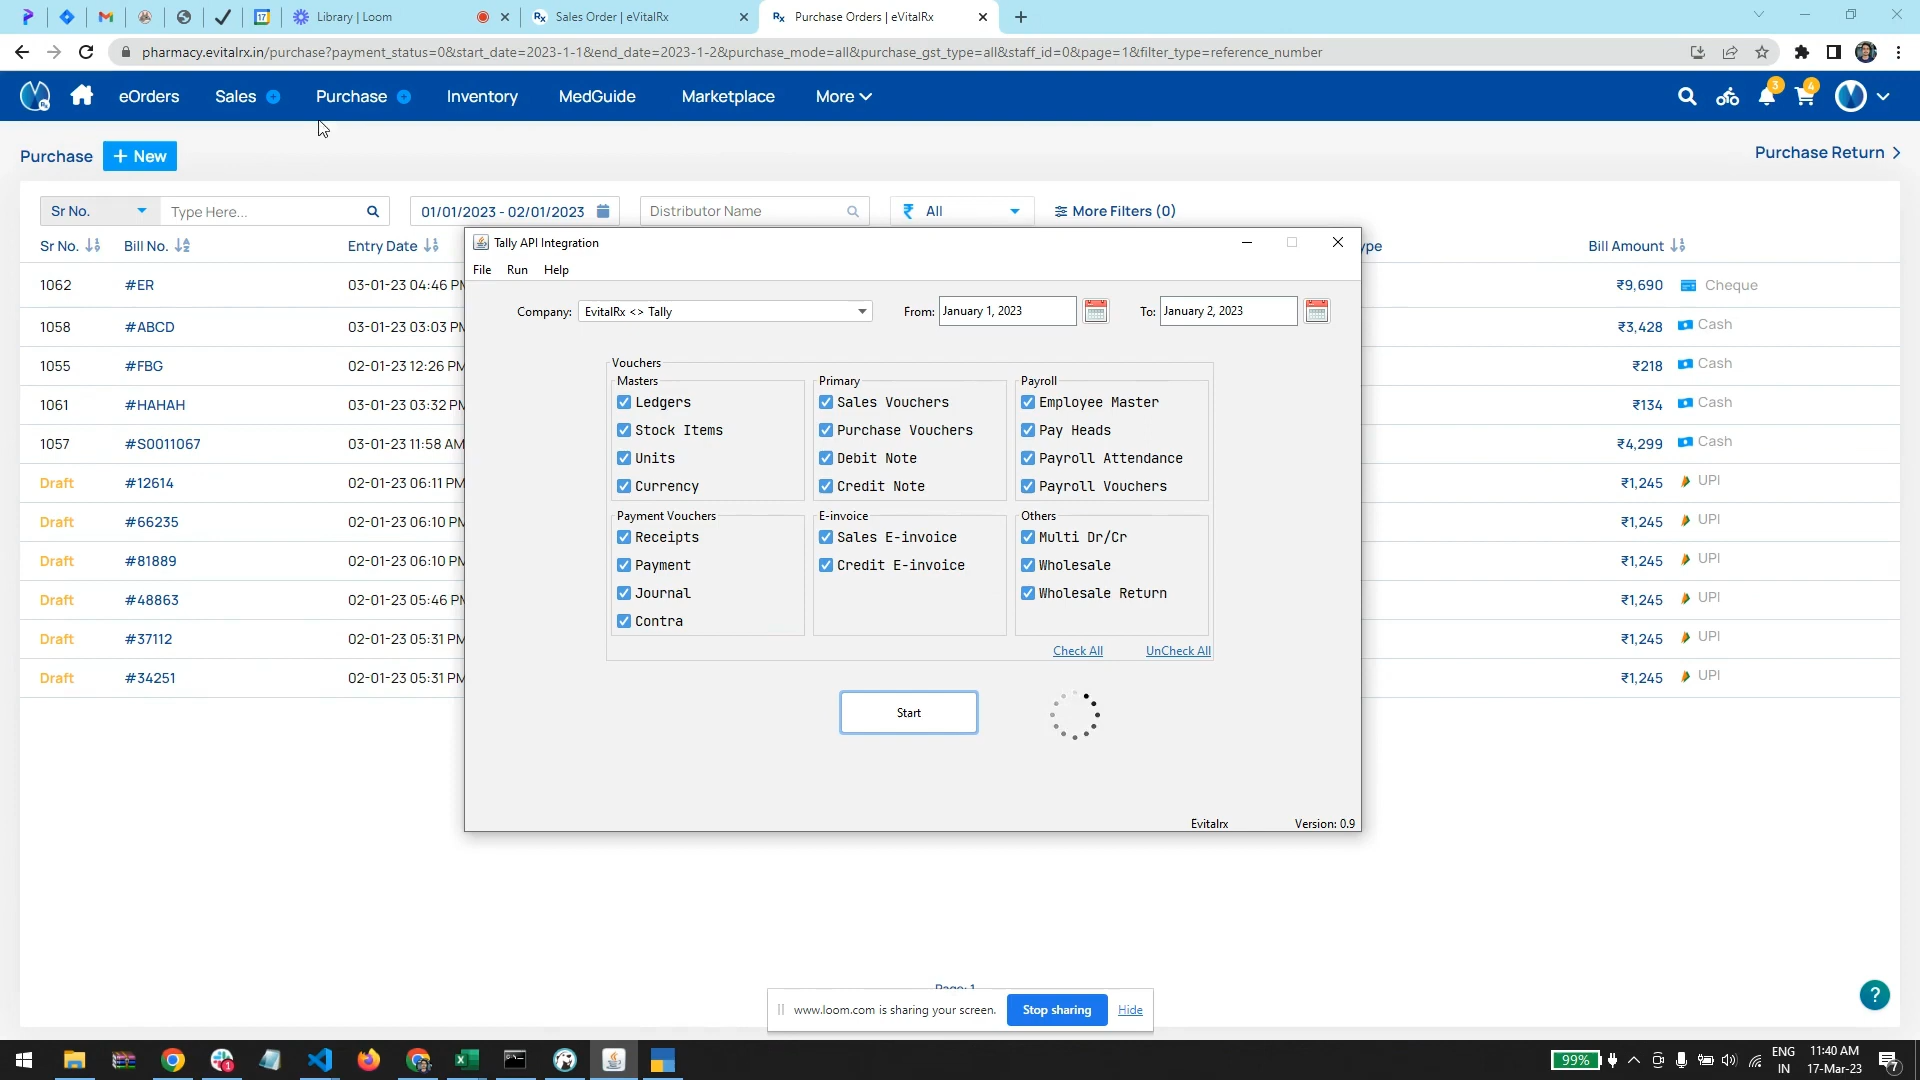 Library | Loom
Sales Order | eVitalRx
Purchase Orders | eVitalRx
pharmacy.evitalrx.in/purchase?payment_status=0&start_date=2023-1-1&end_date=2023-1-2&purchase_mode=all&purchase_gst_type=all&staff_id=0&page=1&filter_type=reference_number
eOrders Sales Purchase Inventory MedGuide Marketplace More
3 4
Purchase + New Purchase Return
Sr No. Type Here... 01/01/2023 - 02/01/2023 Distributor Name ₹ All More Filters (0)
Sr No. Bill No. Entry Date ype Bill Amount
1062 #ER 03-01-23 04:46 PM ₹9,690 Cheque
1058 #ABCD 03-01-23 03:03 PM ₹3,428 Cash
1055 #FBG 02-01-23 12:26 PM ₹218 Cash
1061 #HAHAH 03-01-23 03:32 PM ₹134 Cash
1057 #S0011067 03-01-23 11:58 AM ₹4,299 Cash
Draft #12614 02-01-23 06:11 PM ₹1,245 UPI
Draft #66235 02-01-23 06:10 PM ₹1,245 UPI
Draft #81889 02-01-23 06:10 PM ₹1,245 UPI
Draft #48863 02-01-23 05:46 PM ₹1,245 UPI
Draft #37112 02-01-23 05:31 PM ₹1,245 UPI
Draft #34251 02-01-23 05:31 PM ₹1,245 UPI
Tally API Integration
File Run Help
Company: EvitalRx <> Tally From: January 1, 2023 To: January 2, 2023
Vouchers
Masters
Ledgers
Stock Items
Units
Currency
Primary
Sales Vouchers
Purchase Vouchers
Debit Note
Credit Note
Payroll
Employee Master
Pay Heads
Payroll Attendance
Payroll Vouchers
Payment Vouchers
Receipts
Payment
Journal
Contra
E-invoice
Sales E-invoice
Credit E-invoice
Others
Multi Dr/Cr
Wholesale
Wholesale Return
Check All UnCheck All
Start
Evitalrx Version: 0.9
Page: 1
www.loom.com is sharing your screen. Stop sharing Hide
?
99% ENG IN 11:40 AM 17-Mar-23 7